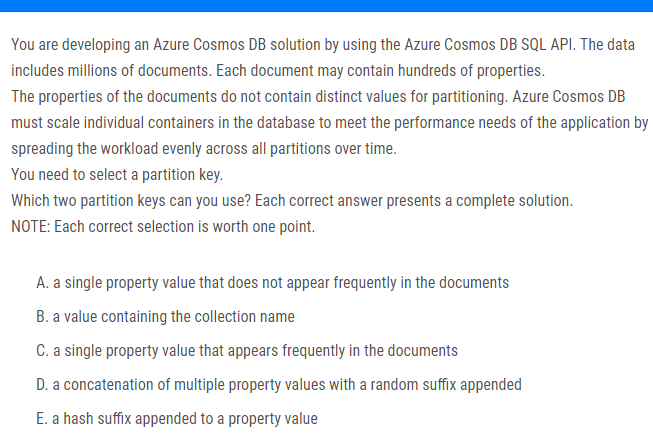 You are developing an Azure Cosmos DB solution by using the Azure Cosmos DB SQL API. The data
includes millions of documents. Each document may contain hundreds of properties.
The properties of the documents do not contain distinct values for partitioning. Azure Cosmos DB
must scale individual containers in the database to meet the performance needs of the application by
spreading the workload evenly across all partitions over time.
You need to select a partition key.
Which two partition keys can you use? Each correct answer presents a complete solution.
NOTE: Each correct selection is worth one point.
A. a single property value that does not appear frequently in the documents
B. a value containing the collection name
C. a single property value that appears frequently in the documents
D. a concatenation of multiple property values with a random suffix appended
E. a hash suffix appended to a property value